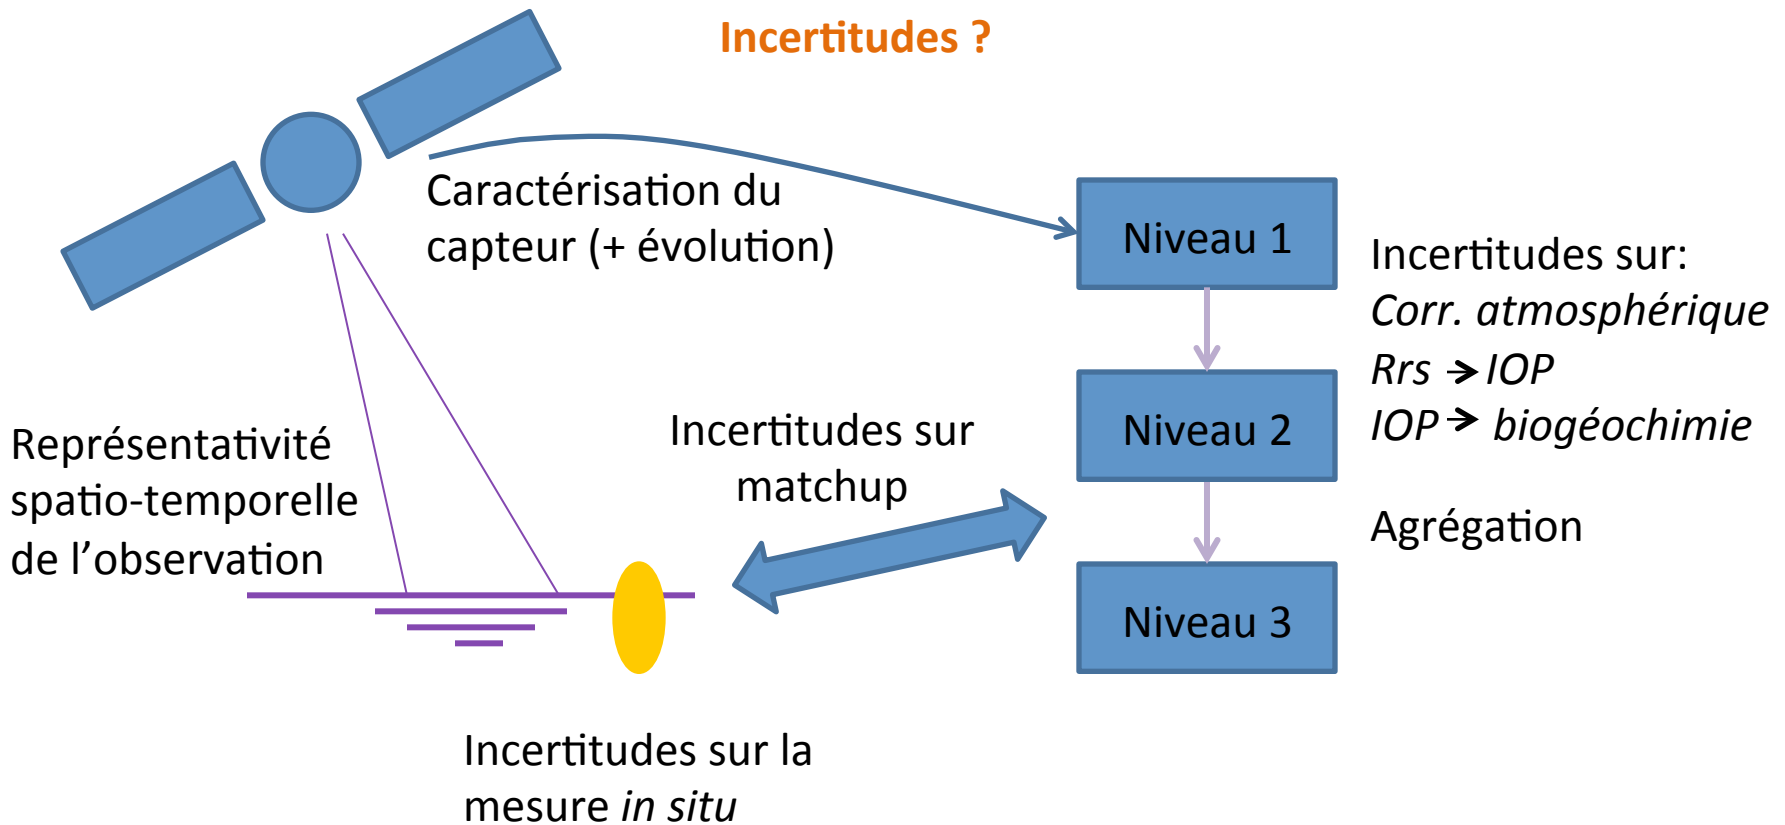 Incertitudes ?
Caractérisation du
capteur (+ évolution)
Niveau 1
Incertitudes sur:
Corr. atmosphérique
Rrs → IOP
IOP → biogéochimie
Niveau 2
Incertitudes sur
matchup
Représentativité
spatio-temporelle
de l’observation
Agrégation
Niveau 3
Incertitudes sur la
mesure in situ